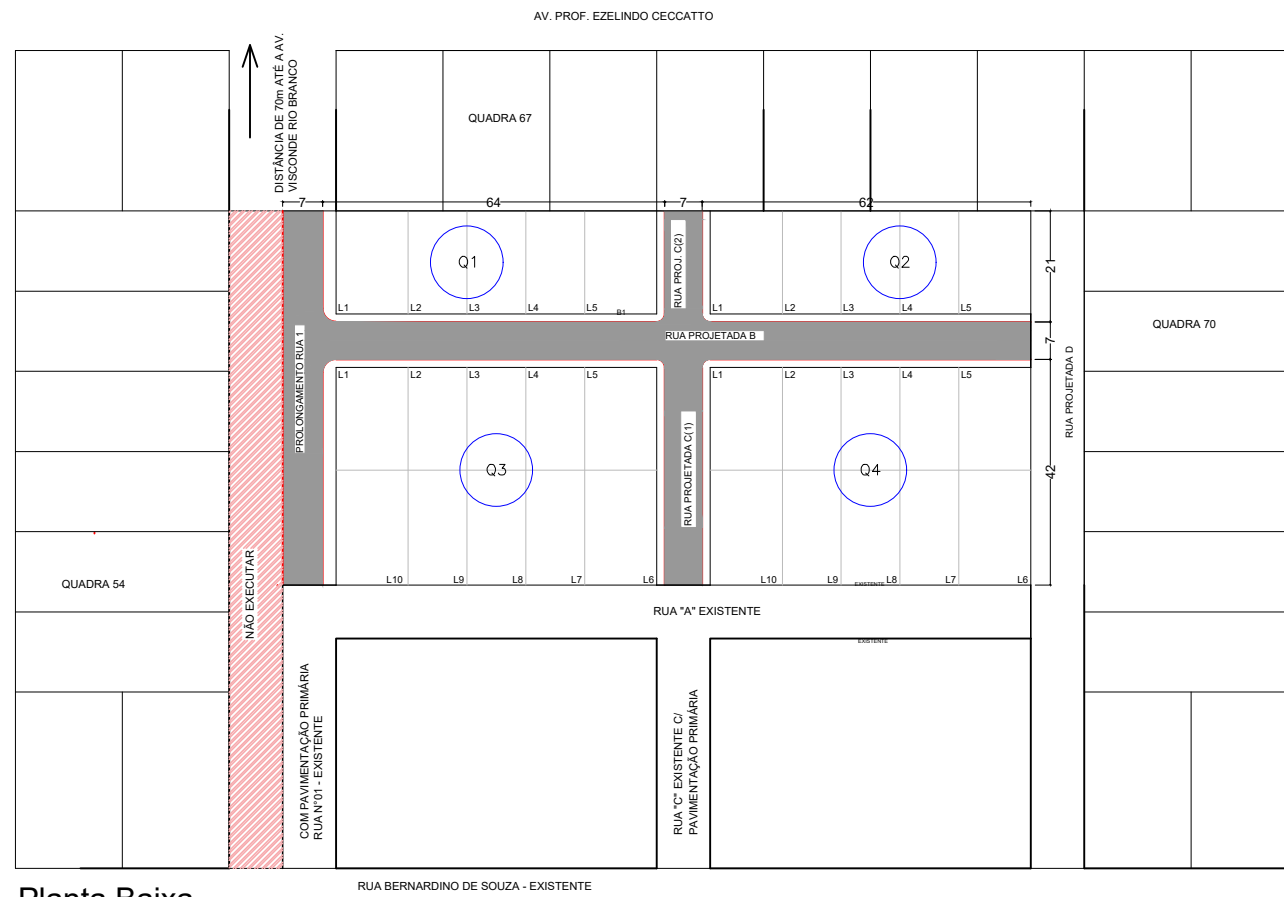 AV. PROF. EZELINDO CECCATTO
DISTÂNCIA DE 70m ATÉ A AV.
VISCONDE RIO BRANCO
QUADRA 67
7
64
7
62
Q1
RUA PROJ. C(2)
Q2
21
L1
L2
L3
L4
L5
B1
L1
L2
L3
L4
L5
RUA PROJETADA B
7
QUADRA 70
PROLONGAMENTO RUA 1
RUA PROJETADA D
L1
L2
L3
L4
L5
L1
L2
L3
L4
L5
Q3
RUA PROJETADA C(1)
Q4
42
QUADRA 54
NÃO EXECUTAR
L10
L9
L8
L7
L6
L10
L9
EXISTENTE
L8
L7
L6
RUA "A" EXISTENTE
EXISTENTE
COM PAVIMENTAÇÃO PRIMÁRIA
RUA N°01 - EXISTENTE
RUA "C" EXISTENTE C/
PAVIMENTAÇÃO PRIMÁRIA
RUA BERNARDINO DE SOUZA - EXISTENTE
Planta Baixa